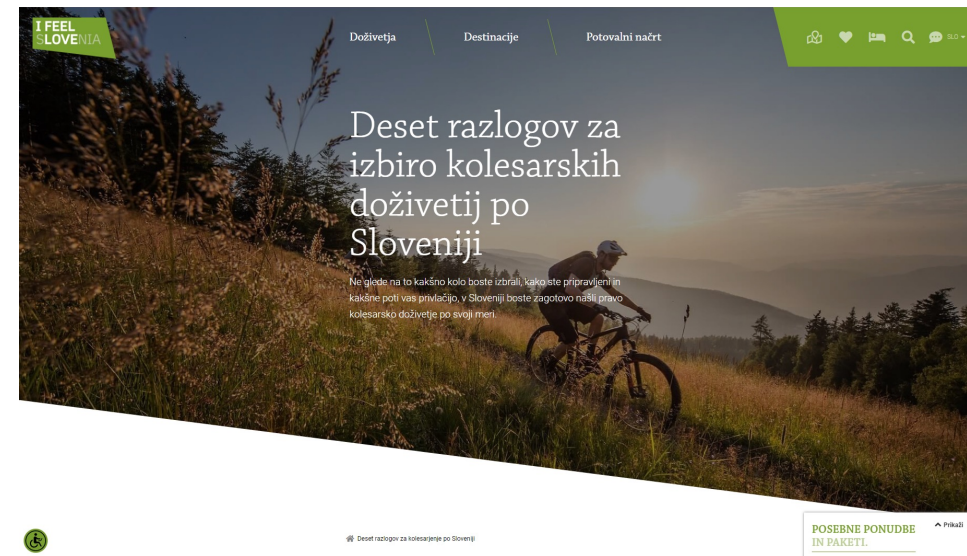 I FEEL
SLOVENIA
Doživetja
Destinacije
Potovalni načrt
SLO
Deset razlogov za
izbiro kolesarskih
doživetij po
Sloveniji
Ne glede na to kakšno kolo boste izbrali, kako ste pripravljeni in
kakšne poti vas privlačijo, v Sloveniji boste zagotovo našli pravo
kolesarsko doživetje po svoji meri.
Deset razlogov za kolesarjenje po Sloveniji
POSEBNE PONUDBE
IN PAKETI.
Prikaži